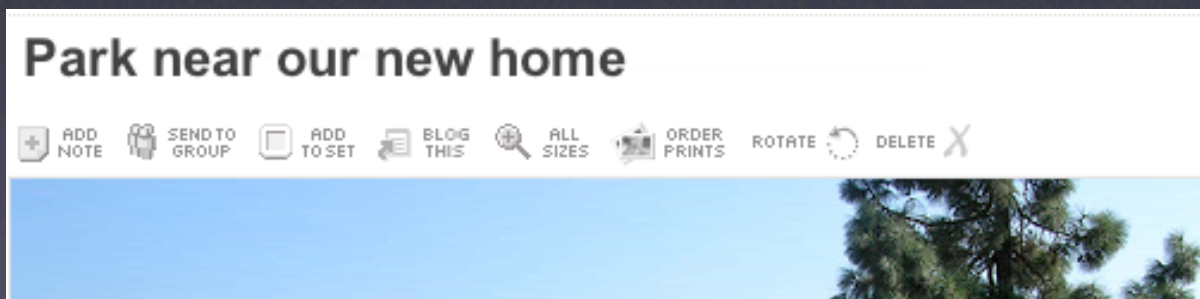 Park near our new home
ADD NOTE
SEND TO GROUP
ADD TO SET
BLOG THIS
ALL SIZES
ORDER PRINTS
ROTATE
DELETE